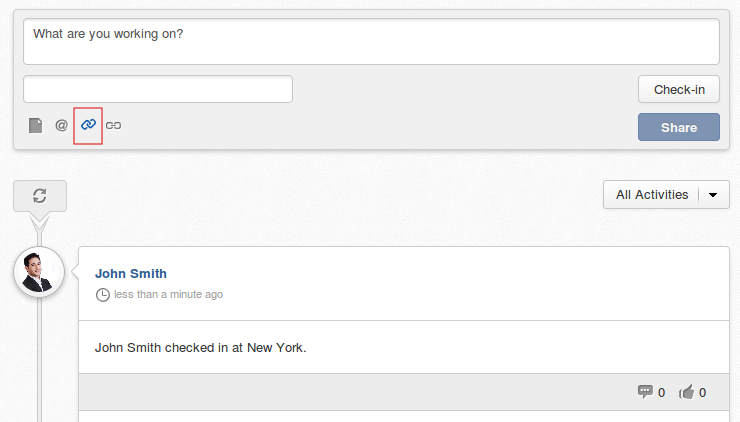 What are you working on?
Check-in
@
Share
All Activities
John Smith
less than a minute ago
John Smith checked in at New York.
0 0